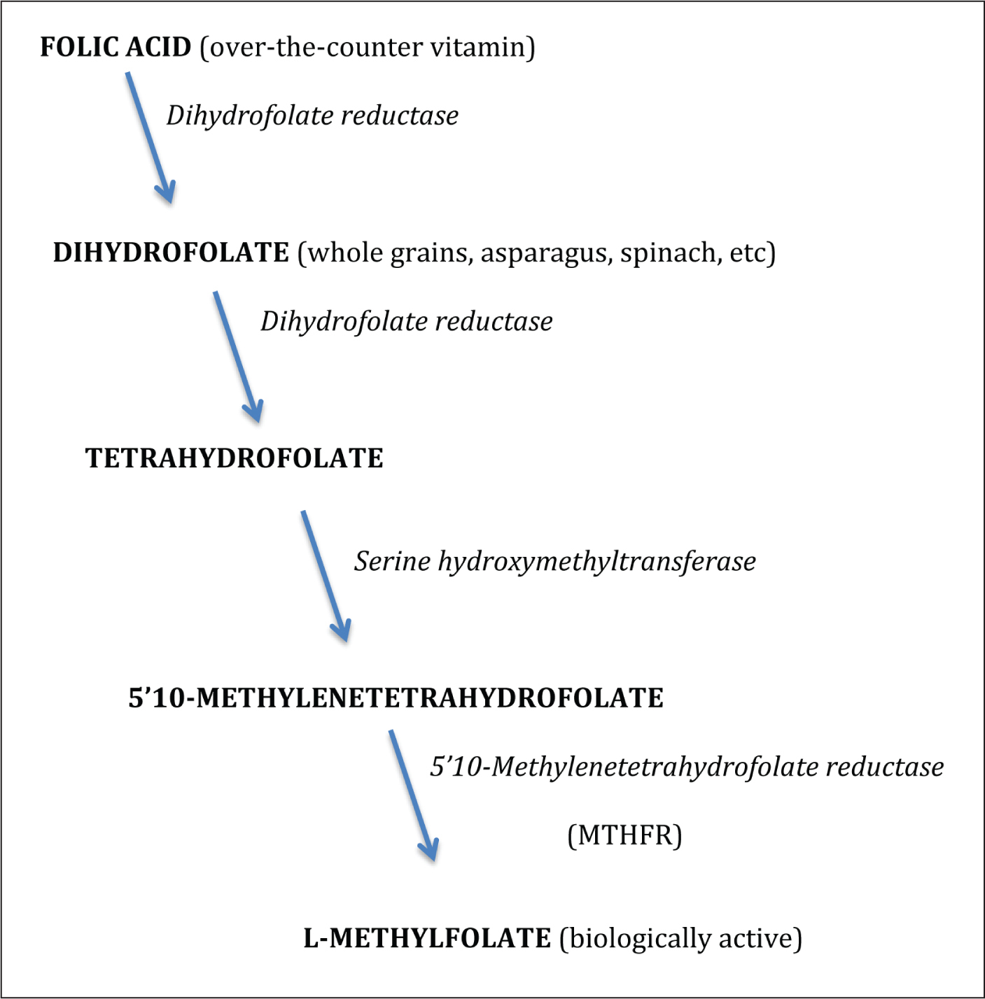 FOLIC ACID (over-the-counter vitamin)
Dihydrofolate reductase
DIHYDROFOLATE (whole grains, asparagus, spinach, etc)
Dihydrofolate reductase
TETRAHYDROFOLATE
Serine hydroxymethyltransferase
5’10-METHYLENETETRAHYDROFOLATE
5’10-Methylenetetrahydrofolate reductase
(MTHFR)
L-METHYLFOLATE (biologically active)